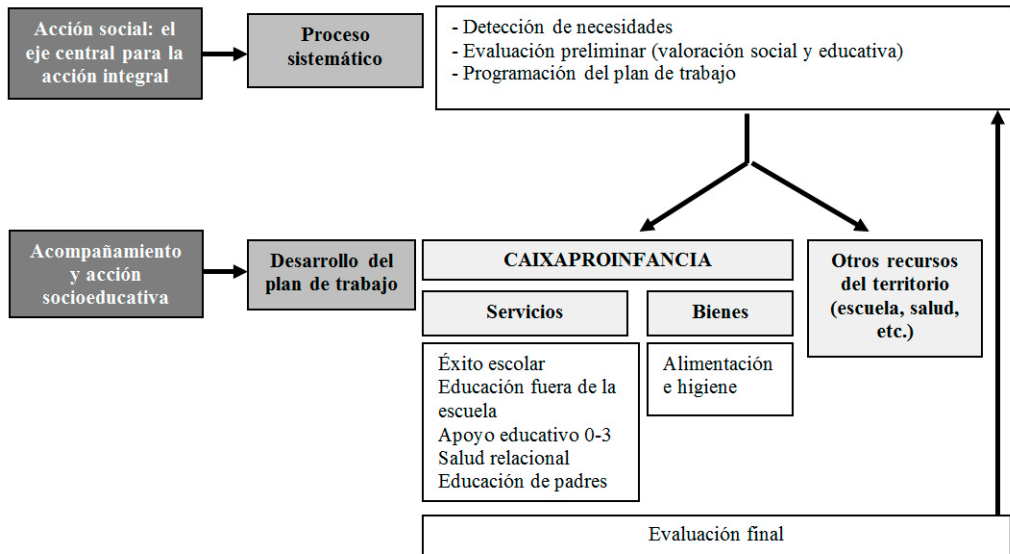 Acción social: el
eje central para la
acción integral
Proceso
sistemático
- Detección de necesidades
- Evaluación preliminar (valoración social y educativa)
- Programación del plan de trabajo
Acompañamiento
y acción
socioeducativa
Desarrollo del
plan de trabajo
CAIXAPROINFANCIA
Servicios
Éxito escolar
Educación fuera de la
escuela
Apoyo educativo 0-3
Salud relacional
Educación de padres
Bienes
Alimentación
e higiene
Otros recursos
del territorio
(escuela, salud,
etc.)
Evaluación final